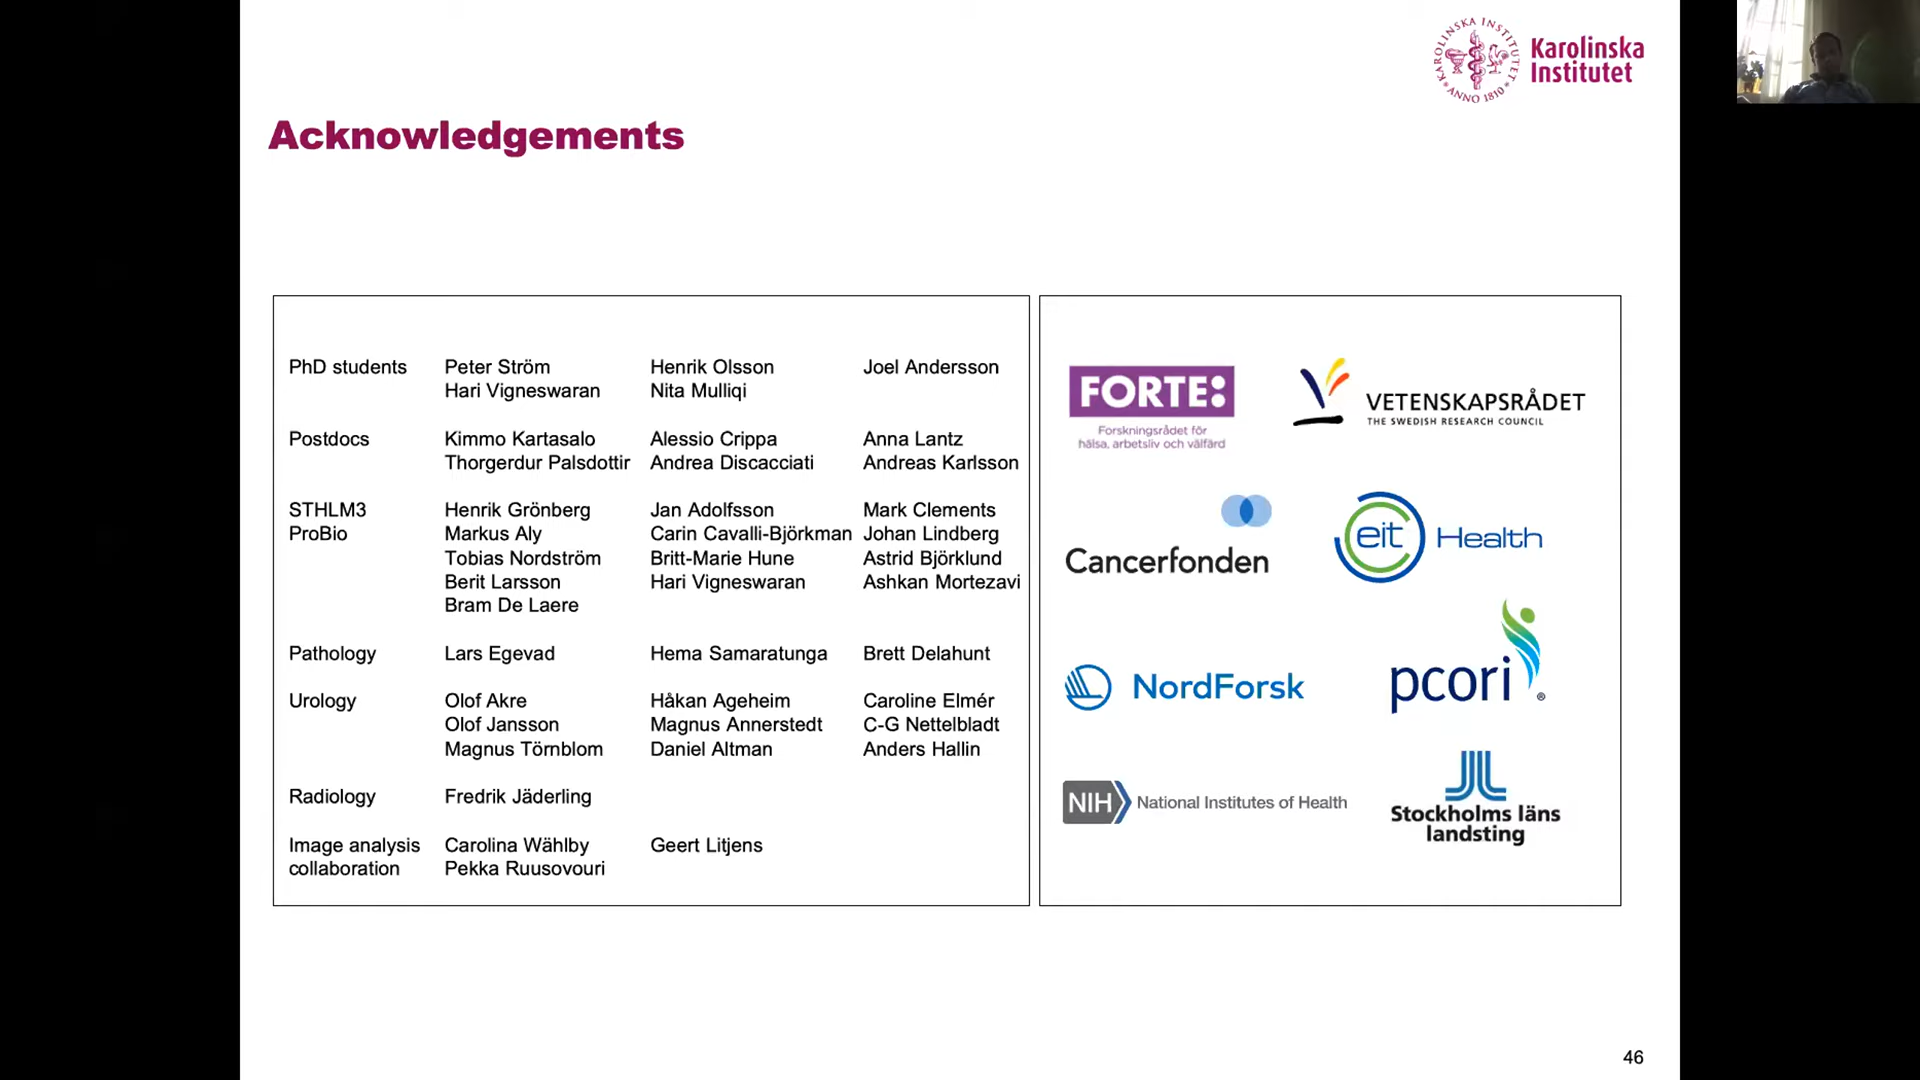 KAROLINSKA INSTITUTET
ANNO 1810
Karolinska
Institutet
Acknowledgements
PhD students Peter Ström Henrik Olsson Joel Andersson
Hari Vigneswaran Nita Mulliqi
Postdocs Kimmo Kartasalo Alessio Crippa Anna Lantz
Thorgerdur Palsdottir Andrea Discacciati Andreas Karlsson
STHLM3 Henrik Grönberg Jan Adolfsson Mark Clements
ProBio Markus Aly Carin Cavalli-Björkman Johan Lindberg
Tobias Nordström Britt-Marie Hune Astrid Björklund
Berit Larsson Hari Vigneswaran Ashkan Mortezavi
Bram De Laere
Pathology Lars Egevad Hema Samaratunga Brett Delahunt
Urology Olof Akre Håkan Ageheim Caroline Elmér
Olof Jansson Magnus Annerstedt C-G Nettelbladt
Magnus Törnblom Daniel Altman Anders Hallin
Radiology Fredrik Jäderling
Image analysis Carolina Wählby Geert Litjens
collaboration Pekka Ruusovouri
FORTE:
Forskningsrådet för
hälsa, arbetsliv och välfärd
VETENSKAPSRÅDET
THE SWEDISH RESEARCH COUNCIL
Cancerfonden
eit Health
NordForsk
pcori®
NIH National Institutes of Health
Stockholms läns
landsting
46